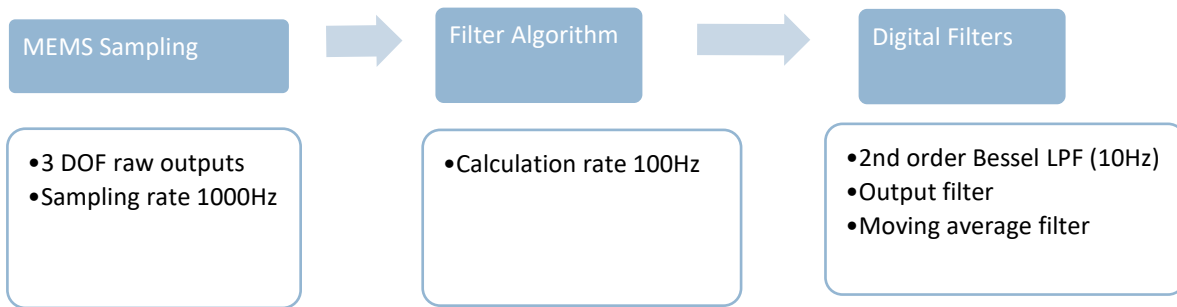 MEMS Sampling
•3 DOF raw outputs
•Sampling rate 1000Hz
Filter Algorithm
•Calculation rate 100Hz
Digital Filters
•2nd order Bessel LPF (10Hz)
•Output filter
•Moving average filter